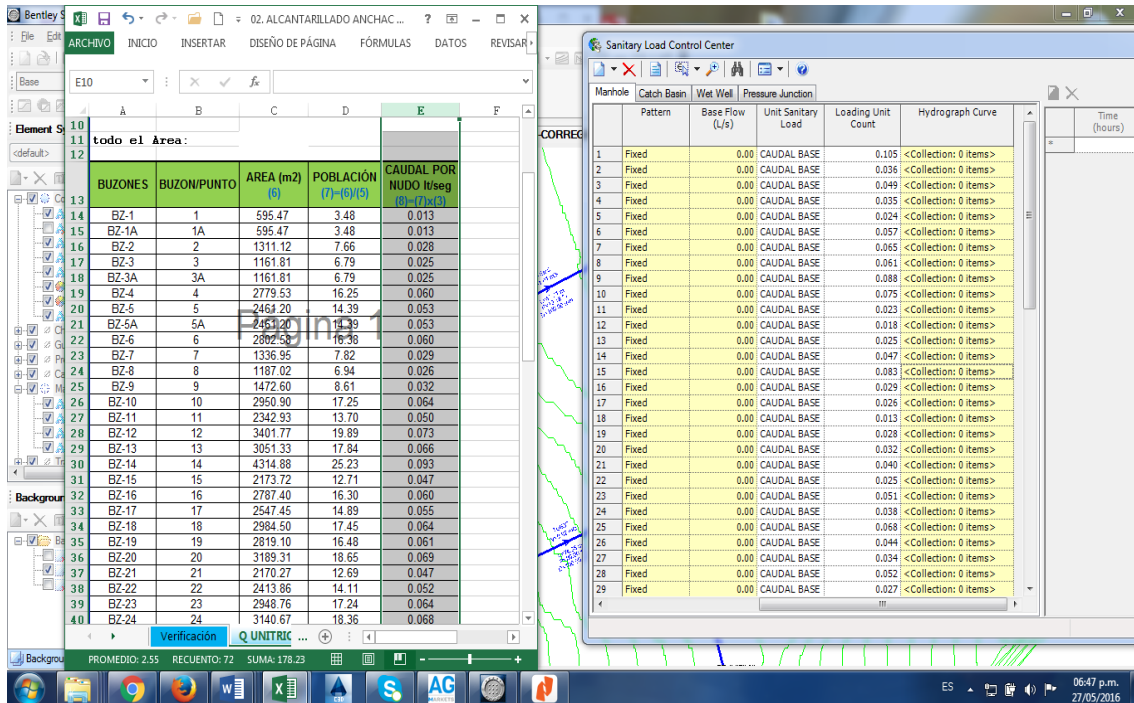 Bentley S
02. ALCANTARILLADO ANCHAC ...
File Edit
ARCHIVO INICIO INSERTAR DISEÑO DE PÁGINA FÓRMULAS DATOS REVISAR
Base
E10
fx
Element Sy
<default>
A B C D E F
10
11 todo el Area:
12
13 BUZONES BUZON/PUNTO AREA (m2) (6) POBLACIÓN (7)=(6)/(5) CAUDAL POR NUDO lt/seg (8)=(7)x(3)
14 BZ-1 1 595.47 3.48 0.013
15 BZ-1A 1A 595.47 3.48 0.013
16 BZ-2 2 1311.12 7.66 0.028
17 BZ-3 3 1161.81 6.79 0.025
18 BZ-3A 3A 1161.81 6.79 0.025
19 BZ-4 4 2779.53 16.25 0.060
20 BZ-5 5 2461.20 14.39 0.053
21 BZ-5A 5A 2461.20 14.39 0.053
22 BZ-6 6 2802.58 16.38 0.060
23 BZ-7 7 1336.95 7.82 0.029
24 BZ-8 8 1187.02 6.94 0.026
25 BZ-9 9 1472.60 8.61 0.032
26 BZ-10 10 2950.90 17.25 0.064
27 BZ-11 11 2342.93 13.70 0.050
28 BZ-12 12 3401.77 19.89 0.073
29 BZ-13 13 3051.33 17.84 0.066
30 BZ-14 14 4314.88 25.23 0.093
31 BZ-15 15 2173.72 12.71 0.047
32 BZ-16 16 2787.40 16.30 0.060
33 BZ-17 17 2547.45 14.89 0.055
34 BZ-18 18 2984.50 17.45 0.064
35 BZ-19 19 2819.10 16.48 0.061
36 BZ-20 20 3189.31 18.65 0.069
37 BZ-21 21 2170.27 12.69 0.047
38 BZ-22 22 2413.86 14.11 0.052
39 BZ-23 23 2948.76 17.24 0.064
40 BZ-24 24 3140.67 18.36 0.068
Página 1
Verificación Q UNITRIC ...
PROMEDIO: 2.55 RECUENTO: 72 SUMA: 178.23
Backgroun
Backgrou
-CORREG
Sanitary Load Control Center
Manhole Catch Basin Wet Well Pressure Junction
Pattern Base Flow (L/s) Unit Sanitary Load Loading Unit Count Hydrograph Curve
1 Fixed 0.00 CAUDAL BASE 0.105 <Collection: 0 items>
2 Fixed 0.00 CAUDAL BASE 0.036 <Collection: 0 items>
3 Fixed 0.00 CAUDAL BASE 0.049 <Collection: 0 items>
4 Fixed 0.00 CAUDAL BASE 0.035 <Collection: 0 items>
5 Fixed 0.00 CAUDAL BASE 0.024 <Collection: 0 items>
6 Fixed 0.00 CAUDAL BASE 0.057 <Collection: 0 items>
7 Fixed 0.00 CAUDAL BASE 0.065 <Collection: 0 items>
8 Fixed 0.00 CAUDAL BASE 0.061 <Collection: 0 items>
9 Fixed 0.00 CAUDAL BASE 0.088 <Collection: 0 items>
10 Fixed 0.00 CAUDAL BASE 0.075 <Collection: 0 items>
11 Fixed 0.00 CAUDAL BASE 0.023 <Collection: 0 items>
12 Fixed 0.00 CAUDAL BASE 0.018 <Collection: 0 items>
13 Fixed 0.00 CAUDAL BASE 0.025 <Collection: 0 items>
14 Fixed 0.00 CAUDAL BASE 0.047 <Collection: 0 items>
15 Fixed 0.00 CAUDAL BASE 0.083 <Collection: 0 items>
16 Fixed 0.00 CAUDAL BASE 0.029 <Collection: 0 items>
17 Fixed 0.00 CAUDAL BASE 0.026 <Collection: 0 items>
18 Fixed 0.00 CAUDAL BASE 0.013 <Collection: 0 items>
19 Fixed 0.00 CAUDAL BASE 0.028 <Collection: 0 items>
20 Fixed 0.00 CAUDAL BASE 0.032 <Collection: 0 items>
21 Fixed 0.00 CAUDAL BASE 0.040 <Collection: 0 items>
22 Fixed 0.00 CAUDAL BASE 0.025 <Collection: 0 items>
23 Fixed 0.00 CAUDAL BASE 0.051 <Collection: 0 items>
24 Fixed 0.00 CAUDAL BASE 0.038 <Collection: 0 items>
25 Fixed 0.00 CAUDAL BASE 0.068 <Collection: 0 items>
26 Fixed 0.00 CAUDAL BASE 0.044 <Collection: 0 items>
27 Fixed 0.00 CAUDAL BASE 0.034 <Collection: 0 items>
28 Fixed 0.00 CAUDAL BASE 0.052 <Collection: 0 items>
29 Fixed 0.00 CAUDAL BASE 0.027 <Collection: 0 items>
Time (hours)
*
AG MARKETS
ES
06:47 p.m.
27/05/2016